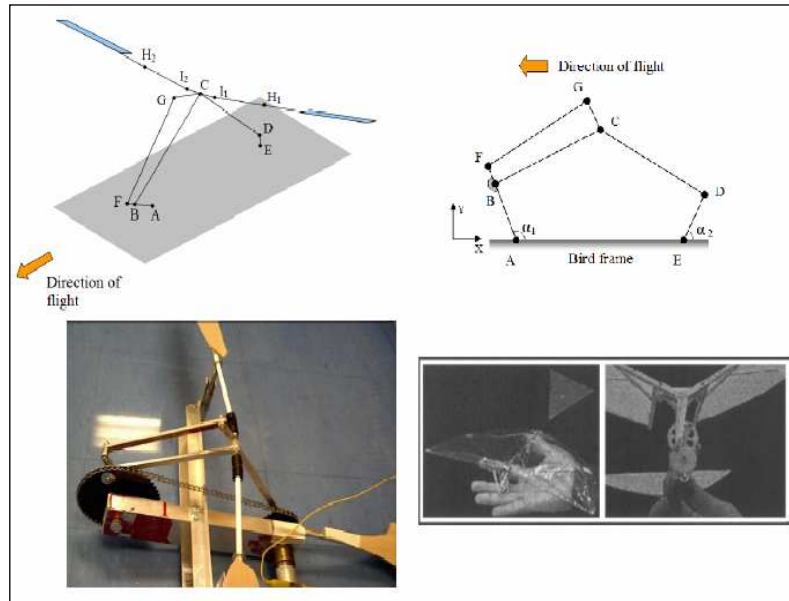 H₂
I₂ C
G I₁ H₁
D
E
F B A
Direction of
flight
Direction of flight
G
C
F
B
D
Y
X
α₁
α₂
A
Bird frame
E